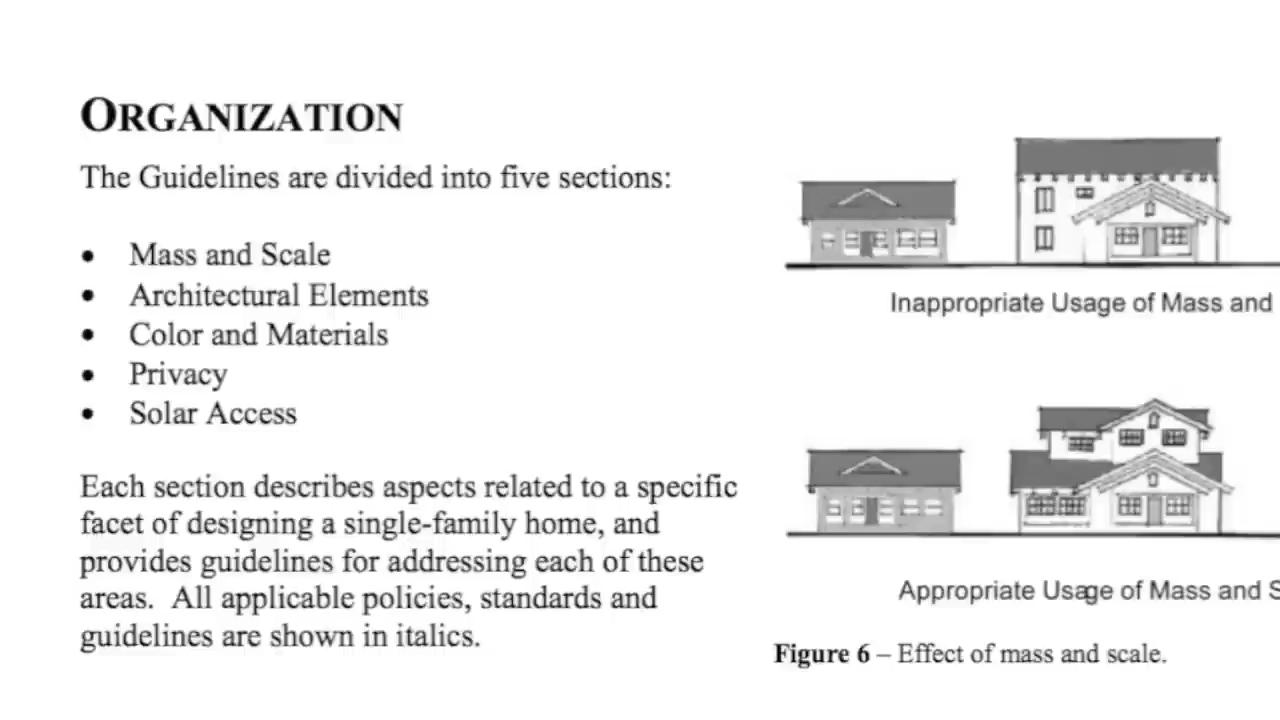 ORGANIZATION
The Guidelines are divided into five sections:
• Mass and Scale
• Architectural Elements
• Color and Materials
• Privacy
• Solar Access
Each section describes aspects related to a specific
facet of designing a single-family home, and
provides guidelines for addressing each of these
areas.  All applicable policies, standards and
guidelines are shown in italics.
Inappropriate Usage of Mass and
Appropriate Usage of Mass and S
Figure 6 – Effect of mass and scale.